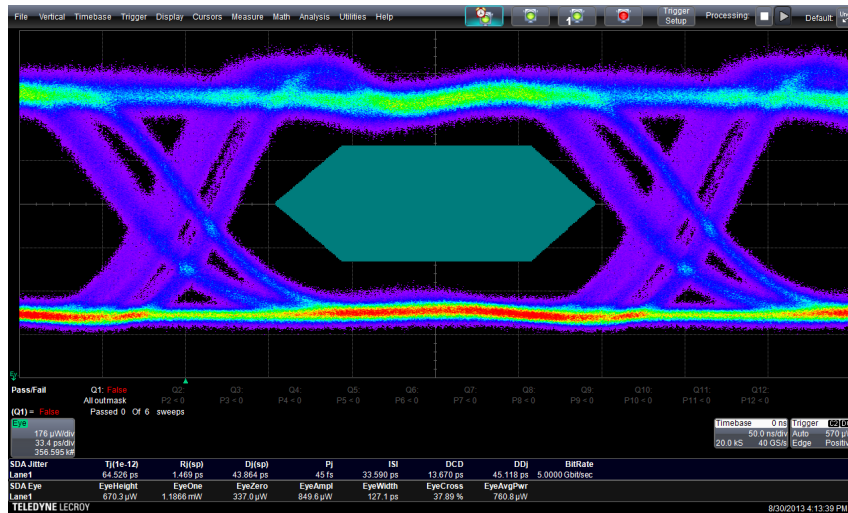 File Vertical Timebase Trigger Display Cursors Measure Math Analysis Utilities Help 1 Trigger Setup Processing: Default: Und
Ey
Pass/Fail Q1: False Q2: Q3: Q4: Q5: Q6: Q7: Q8: Q9: Q10: Q11: Q12:
All out mask P2 < 0 P3 < 0 P4 < 0 P5 < 0 P6 < 0 P7 < 0 P8 < 0 P9 < 0 P10 < 0 P11 < 0 P12 < 0
(Q1) = False Passed 0 Of 6 sweeps
Eye
176 µW/div
33.4 ps/div
356.595 k#
Timebase 0 ns
50.0 ns/div
20.0 kS 40 GS/s
Trigger C2
Auto 570 µ
Edge Positiv
SDA Jitter Tj(1e-12) Rj(sp) Dj(sp) Pj ISI DCD DDj BitRate
Lane1 64.526 ps 1.469 ps 43.864 ps 45 fs 33.590 ps 13.670 ps 45.118 ps 5.0000 Gbit/sec
SDA Eye EyeHeight EyeOne EyeZero EyeAmpl EyeWidth EyeCross EyeAvgPwr
Lane1 670.3 µW 1.1866 mW 337.0 µW 849.6 µW 127.1 ps 37.89 % 760.8 µW
TELEDYNE LECROY 8/30/2013 4:13:39 PM